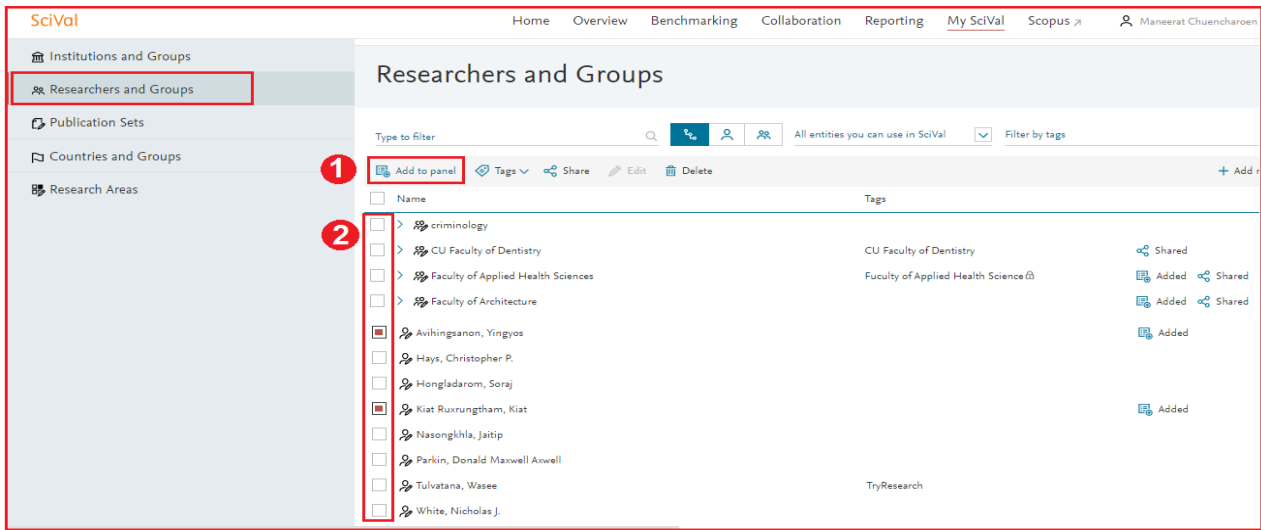 SciVal
Home Overview Benchmarking Collaboration Reporting My SciVal Scopus Maneerat Chuencharoen
Institutions and Groups
Researchers and Groups
Publication Sets
Countries and Groups
Research Areas
Researchers and Groups
Type to filter All entities you can use in SciVal Filter by tags
1 Add to panel Tags Share Edit Delete + Add
Name Tags
2
criminology
CU Faculty of Dentistry CU Faculty of Dentistry Shared
Faculty of Applied Health Sciences Fuculty of Applied Health Science Added Shared
Faculty of Architecture Added Shared
Avihingsanon, Yingyos Added
Hays, Christopher P.
Hongladarom, Soraj
Kiat Ruxrungtham, Kiat Added
Nasongkhla, Jaitip
Parkin, Donald Maxwell Axwell
Tulvatana, Wasee TryResearch
White, Nicholas J.